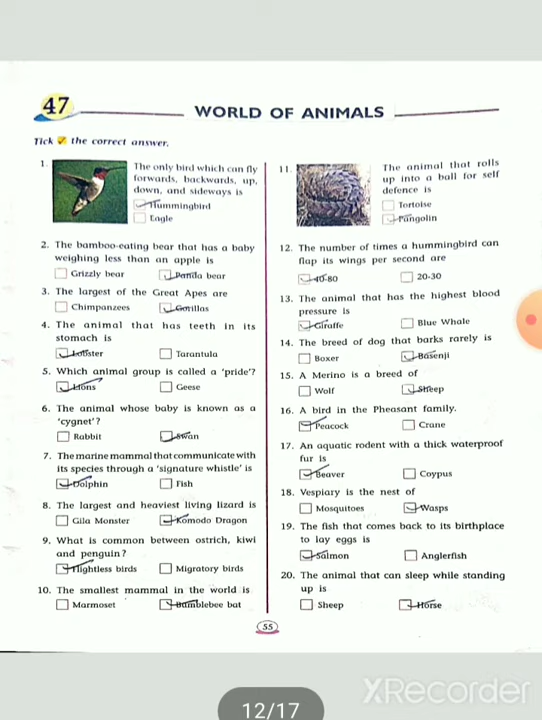 47
WORLD OF ANIMALS
Tick the correct answer.
1. The only bird which can fly
forwards, backwards, up,
down, and sideways is
Hummingbird
Eagle
2. The bamboo-eating bear that has a baby
weighing less than an apple is
Grizzly bear Panda bear
3. The largest of the Great Apes are
Chimpanzees Gorillas
4. The animal that has teeth in its
stomach is
Lobster Tarantula
5. Which animal group is called a 'pride'?
Lions Geese
6. The animal whose baby is known as a
'cygnet'?
Rabbit Swan
7. The marine mammal that communicate with
its species through a 'signature whistle' is
Dolphin Fish
8. The largest and heaviest living lizard is
Gila Monster Komodo Dragon
9. What is common between ostrich, kiwi
and penguin?
Flightless birds Migratory birds
10. The smallest mammal in the world is
Marmoset Bumblebee bat
11. The animal that rolls
up into a ball for self
defence is
Tortoise
Pangolin
12. The number of times a hummingbird can
flap its wings per second are
40-80 20-30
13. The animal that has the highest blood
pressure is
Giraffe Blue Whale
14. The breed of dog that barks rarely is
Boxer Basenji
15. A Merino is a breed of
Wolf Sheep
16. A bird in the Pheasant family.
Peacock Crane
17. An aquatic rodent with a thick waterproof
fur is
Beaver Coypus
18. Vespiary is the nest of
Mosquitoes Wasps
19. The fish that comes back to its birthplace
to lay eggs is
Salmon Anglerfish
20. The animal that can sleep while standing
up is
Sheep Horse
55
XRecorder
12/17